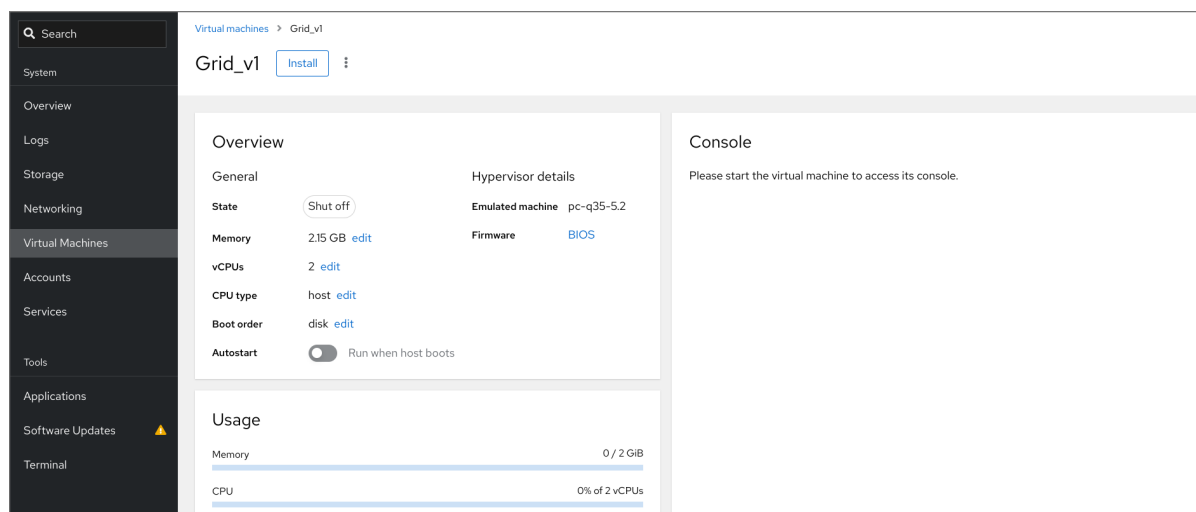 Search
System
Overview
Logs
Storage
Networking
Virtual Machines
Accounts
Services
Tools
Applications
Software Updates
Terminal
Virtual machines > Grid_v1
Grid_v1 Install
Overview
General
State Shut off
Memory 2.15 GB edit
vCPUs 2 edit
CPU type host edit
Boot order disk edit
Autostart Run when host boots
Hypervisor details
Emulated machine pc-q35-5.2
Firmware BIOS
Usage
Memory 0 / 2 GiB
CPU 0% of 2 vCPUs
Console
Please start the virtual machine to access its console.